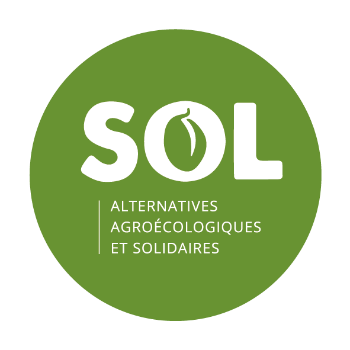 SOL
ALTERNATIVES
AGROÉCOLOGIQUES
ET SOLIDAIRES